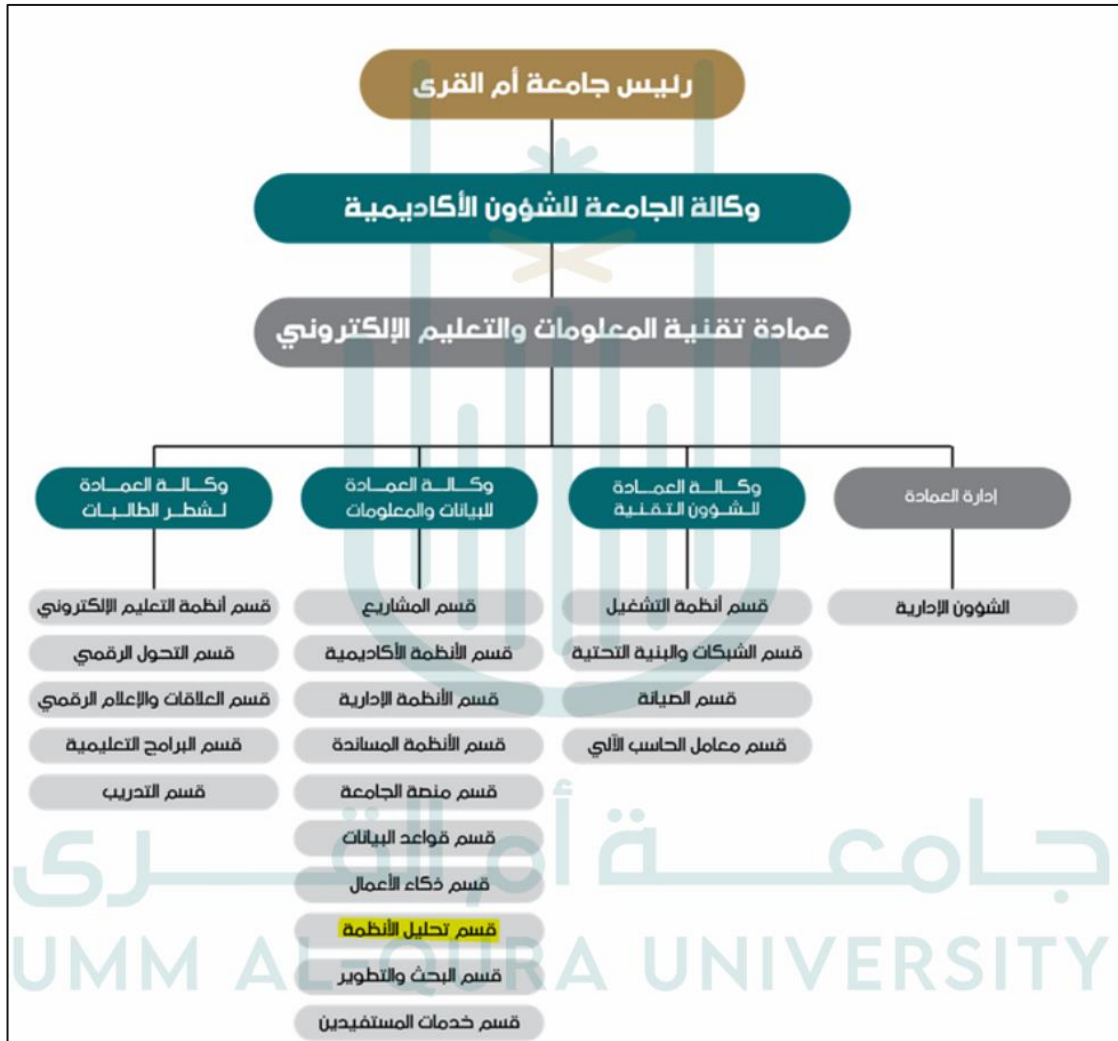 رئيس جامعة أم القرى
وكالة الجامعة للشؤون الأكاديمية
عمادة تقنية المعلومات والتعليم الإلكتروني
إدارة العمادة
الشؤون الإدارية
وكالة العمادة
للشؤون التقنية
قسم أنظمة التشغيل
قسم الشبكات والبنية التحتية
قسم الصيانة
قسم معامل الحاسب الآلي
وكالة العمادة
للبيانات والمعلومات
قسم المشاريع
قسم الأنظمة الأكاديمية
قسم الأنظمة الإدارية
قسم الأنظمة المساندة
قسم منصة الجامعة
قسم قواعد البيانات
قسم ذكاء الأعمال
قسم تحليل الأنظمة
قسم البحث والتطوير
قسم خدمات المستفيدين
وكالة العمادة
لشطر الطالبات
قسم أنظمة التعليم الإلكتروني
قسم التحول الرقمي
قسم العلاقات والإعلام الرقمي
قسم البرامج التعليمية
قسم التدريب
جامعة أم القرى
UMM AL-QURA UNIVERSITY